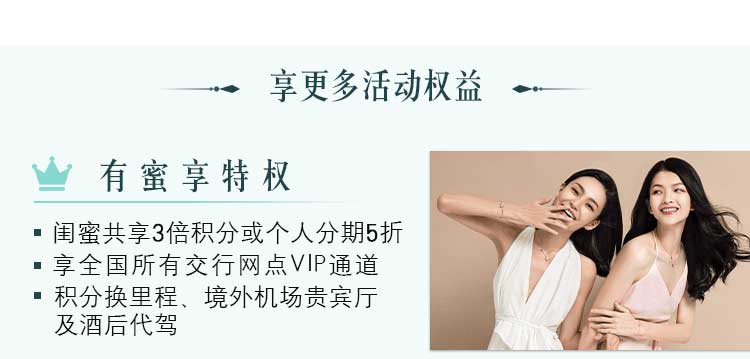 享更多活动权益
有蜜享特权
闺蜜共享3倍积分或个人分期5折
享全国所有交行网点VIP通道
积分换里程、境外机场贵宾厅
及酒后代驾